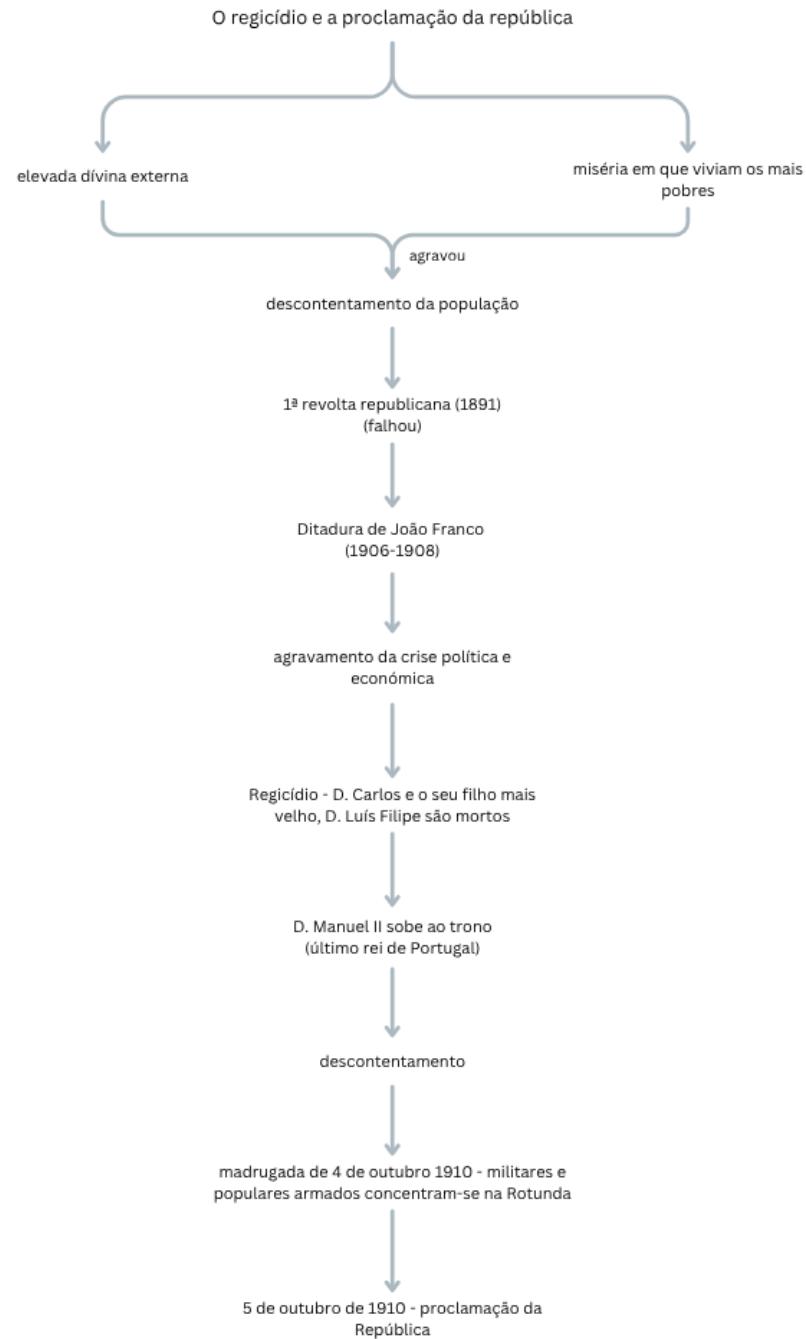 O regicídio e a proclamação da república
elevada dívina externa
miséria em que viviam os mais
pobres
agravou
descontentamento da população
1ª revolta republicana (1891)
(falhou)
Ditadura de João Franco
(1906-1908)
agravamento da crise política e
económica
Regicídio - D. Carlos e o seu filho mais
velho, D. Luís Filipe são mortos
D. Manuel II sobe ao trono
(último rei de Portugal)
descontentamento
madrugada de 4 de outubro 1910 - militares e
populares armados concentram-se na Rotunda
5 de outubro de 1910 - proclamação da
República